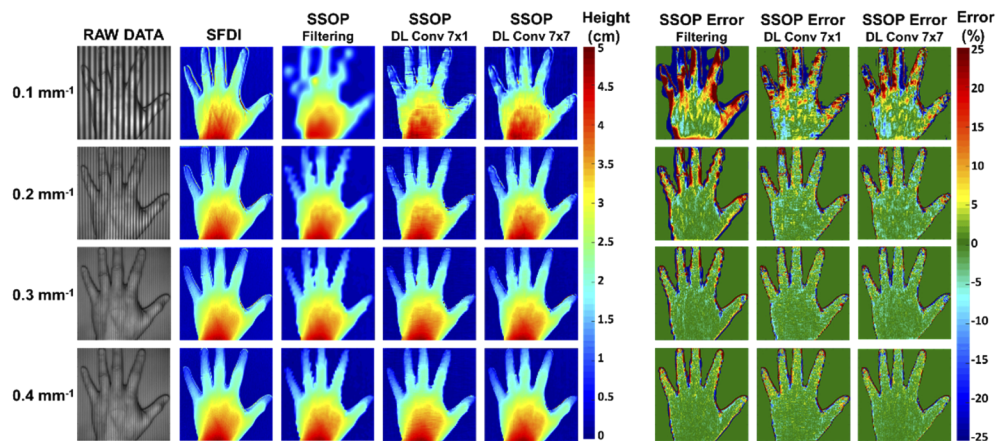 RAW DATA
SFDI
SSOP
Filtering
SSOP
DL Conv 7x1
SSOP
DL Conv 7x7
Height
(cm)
SSOP Error
Filtering
SSOP Error
DL Conv 7x1
SSOP Error
DL Conv 7x7
Error
(%)
0.1 mm⁻¹
0.2 mm⁻¹
0.3 mm⁻¹
0.4 mm⁻¹
5
4.5
4
3.5
3
2.5
2
1.5
1
0.5
0
25
20
15
10
5
0
-5
-10
-15
-20
-25